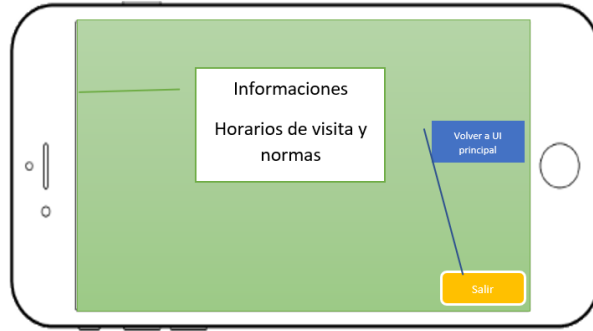 Informaciones
Horarios de visita y
normas
Volver a UI
principal
Salir